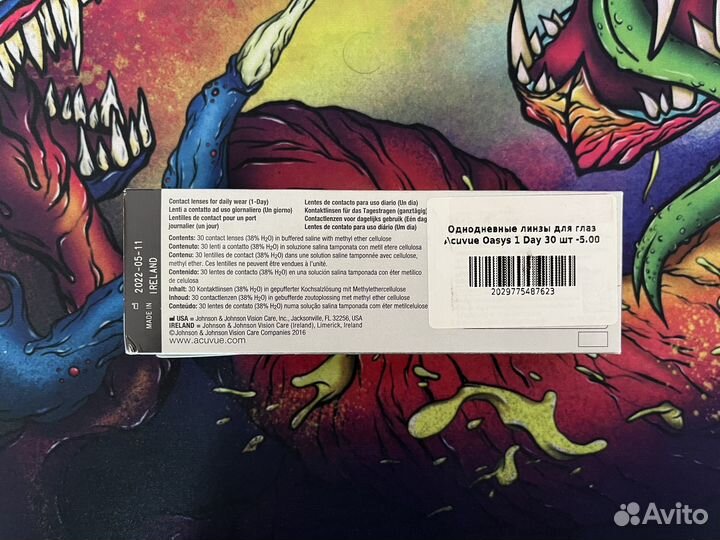 2022-05-11
MADE IN IRELAND
Contact lenses for daily wear (1-Day)
Lenti a contatto ad uso giornaliero (Un giorno)
Lentilles de contact pour un port
journalier (un jour)
Lentes de contacto para uso diario (Un día)
Kontaktlinsen für das Tagestragen (ganztägig)
Contactlenzen voor dagelijks gebruik (Één dag
Lentes de contato para uso diário (Um dia)
Contents: 30 contact lenses (38% H₂O) in buffered saline with methyl ether cellulose
Contenuto: 30 lenti a contatto (38% H₂O) in soluzione salina tamponata con metil etere cellulosa
Contenu: 30 lentilles de contact (38% H₂O) dans une solution saline tamponnée avec cellulose,
methyl ether. Ces lentilles ne peuvent être vendues à l'unité.
Contenido: 30 lentes de contacto (38% H₂O) en una solución salina tamponada con éter metílico
de celulosa
Inhalt: 30 Kontaktlinsen (38% H₂O) in gepufferter Kochsalzlösung mit Methylethercellulose
Inhoud: 30 contactlenzen (38% H₂O) in gebufferde zoutoplossing met methylether cellulose
Conteúdo: 30 lentes de contato (38% H₂O) numa solução salina tamponada com éter metilcelulose
USA = Johnson & Johnson Vision Care, Inc., Jacksonville, FL 32256, USA
IRELAND = Johnson & Johnson Vision Care (Ireland), Limerick, Ireland
©Johnson & Johnson Vision Care Companies 2016
www.acuvue.com
Однодневные линзы для глаз
Acuvue Oasys 1 Day 30 шт -5.00
2029775487623
Avito